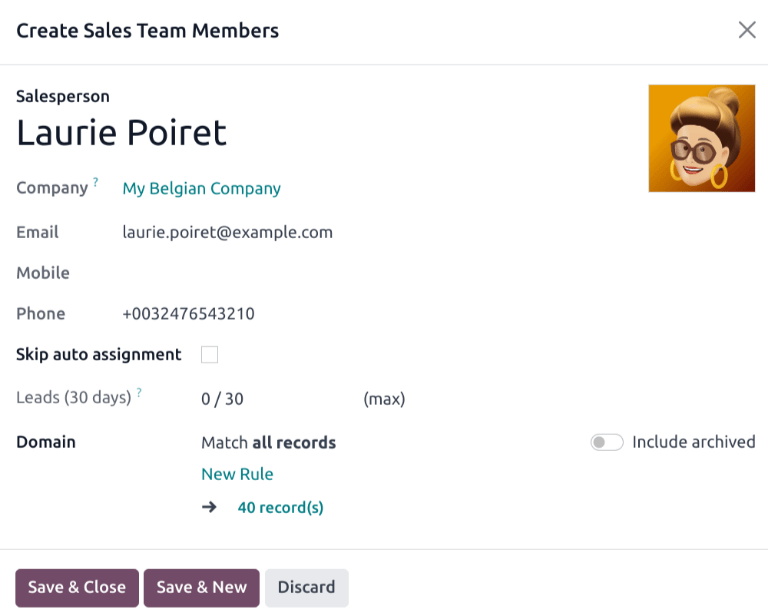 Create Sales Team Members
Salesperson
Laurie Poiret
Company ? My Belgian Company
Email laurie.poiret@example.com
Mobile
Phone +0032476543210
Skip auto assignment
Leads (30 days) ? 0 / 30 (max)
Domain Match all records Include archived
New Rule
→ 40 record(s)
Save & Close Save & New Discard